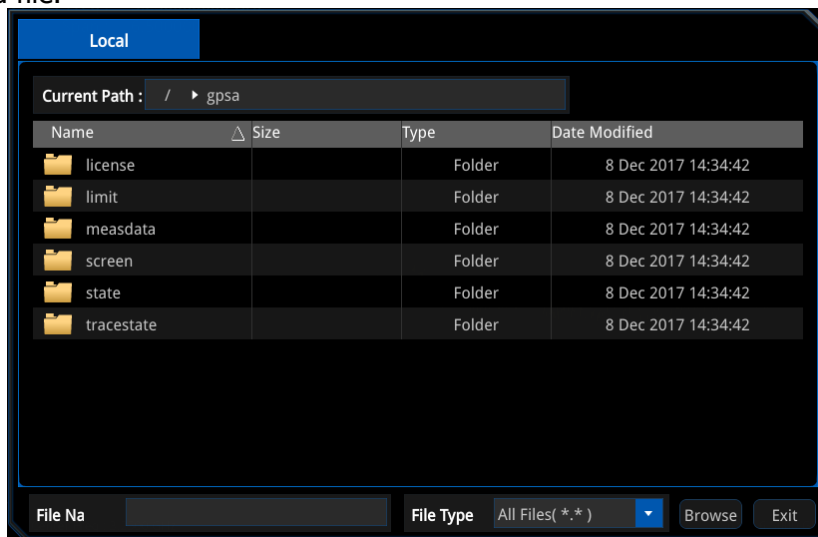 a file.
Local
Current Path : / gpsa
Name Size Type Date Modified
license Folder 8 Dec 2017 14:34:42
limit Folder 8 Dec 2017 14:34:42
measdata Folder 8 Dec 2017 14:34:42
screen Folder 8 Dec 2017 14:34:42
state Folder 8 Dec 2017 14:34:42
tracestate Folder 8 Dec 2017 14:34:42
File Na File Type All Files( *.* ) Browse Exit